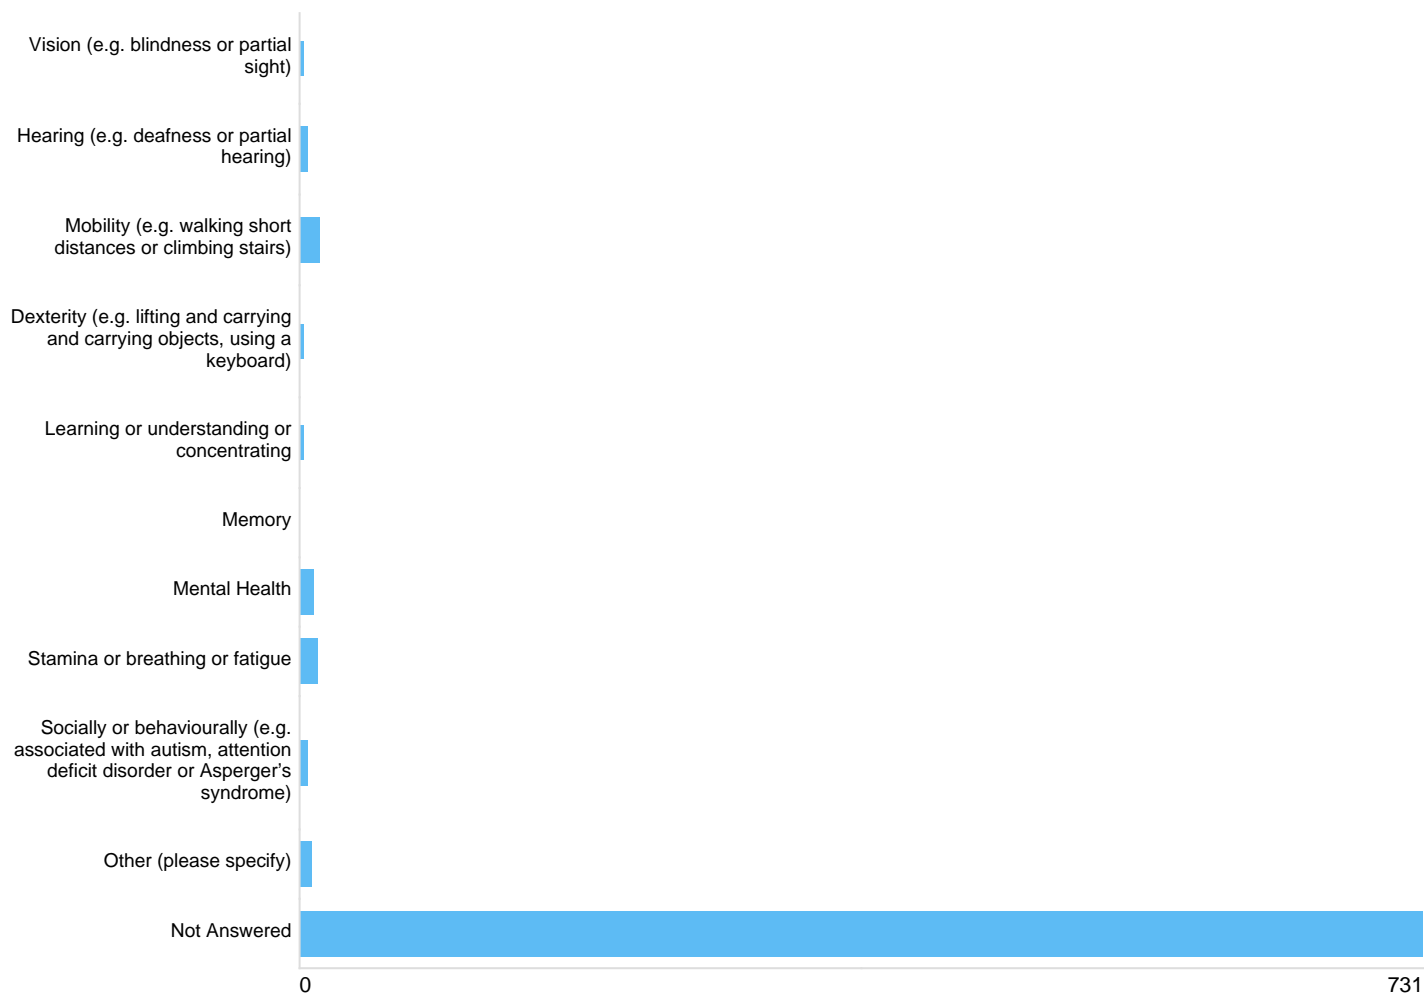 Vision (e.g. blindness or partial
sight)
Hearing (e.g. deafness or partial
hearing)
Mobility (e.g. walking short
distances or climbing stairs)
Dexterity (e.g. lifting and carrying
and carrying objects, using a
keyboard)
Learning or understanding or
concentrating
Memory
Mental Health
Stamina or breathing or fatigue
Socially or behaviourally (e.g.
associated with autism, attention
deficit disorder or Asperger’s
syndrome)
Other (please specify)
Not Answered
0
731